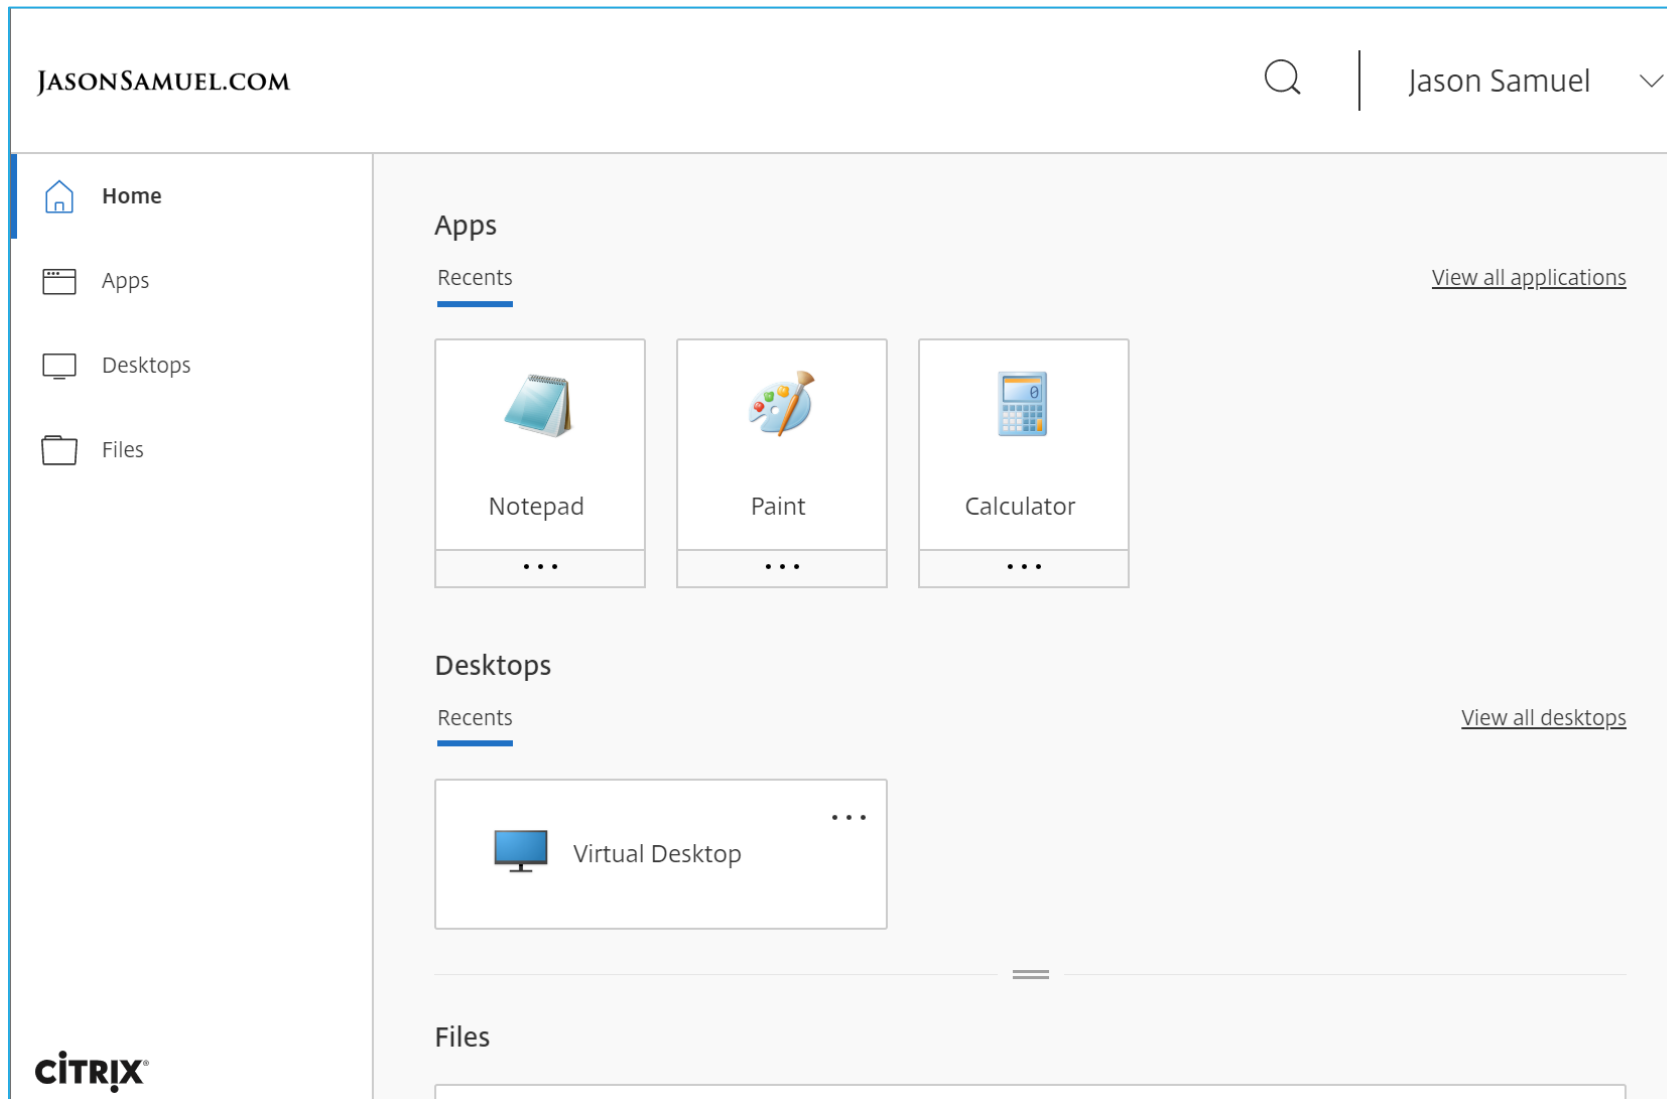 JASONSAMUEL.COM
Jason Samuel
Home
Apps
Desktops
Files
Apps
Recents
View all applications
Notepad
Paint
0
Calculator
Desktops
Recents
View all desktops
Virtual Desktop
Files
CITRIX®